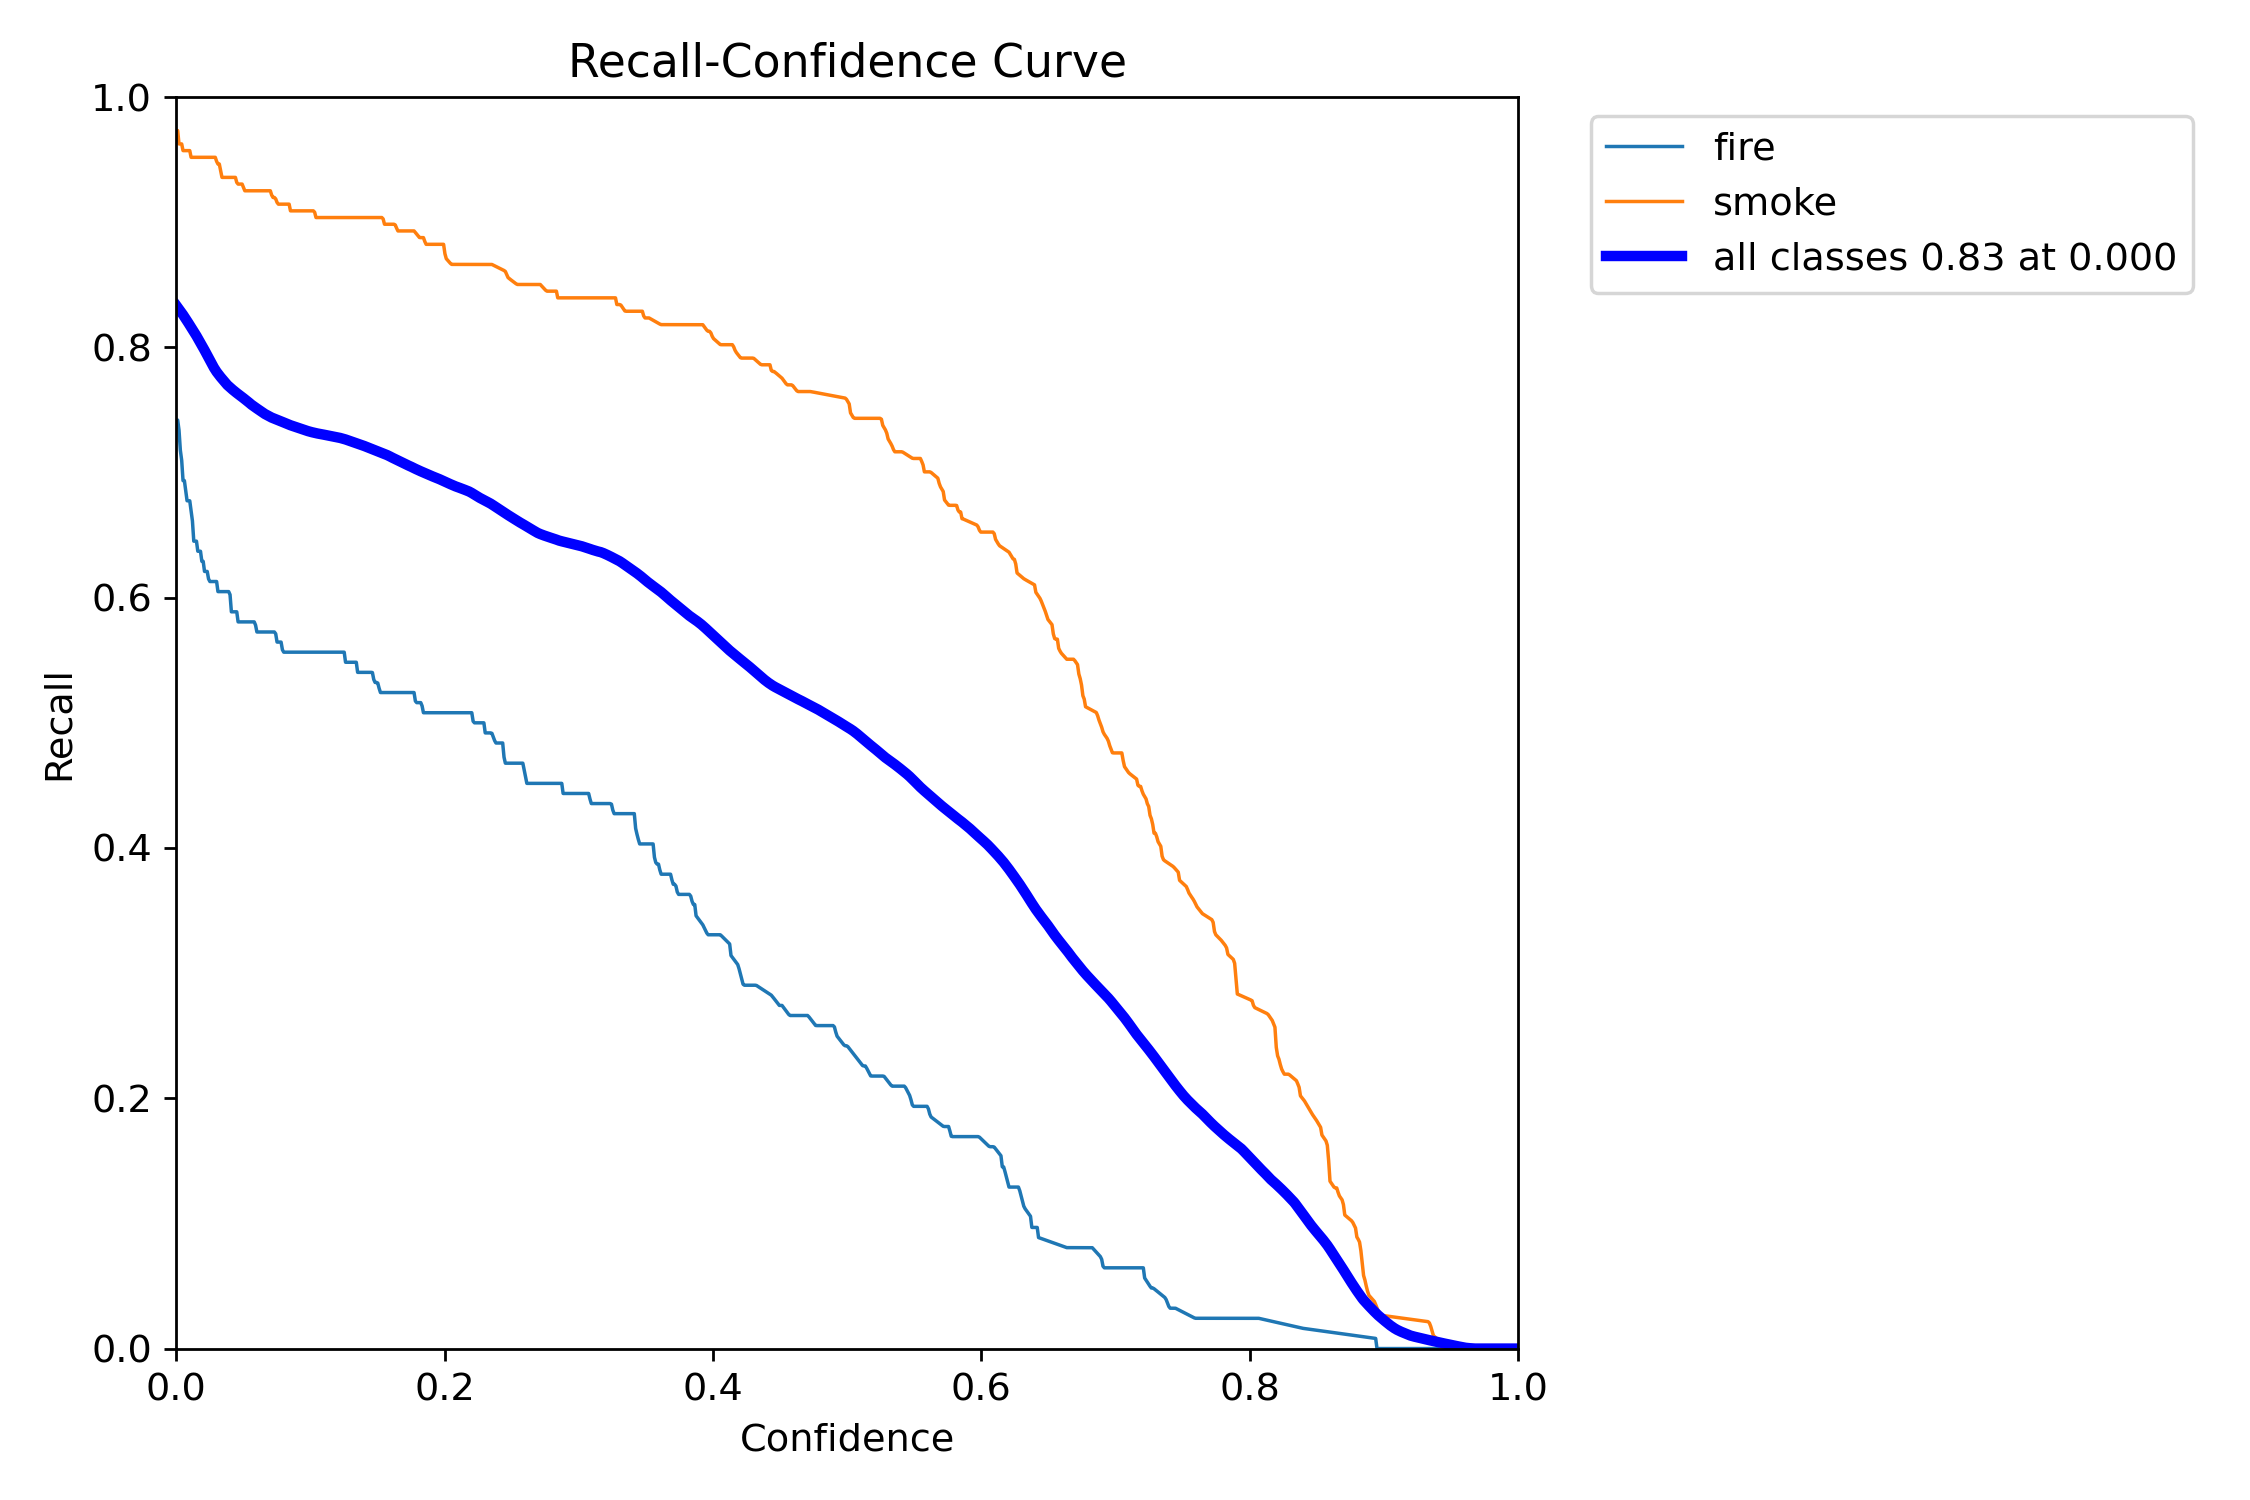 Recall-Confidence Curve
1.0
0.8
0.6
0.4
0.2
0.0
Recall
0.0 0.2 0.4 0.6 0.8 1.0
Confidence
fire
smoke
all classes 0.83 at 0.000